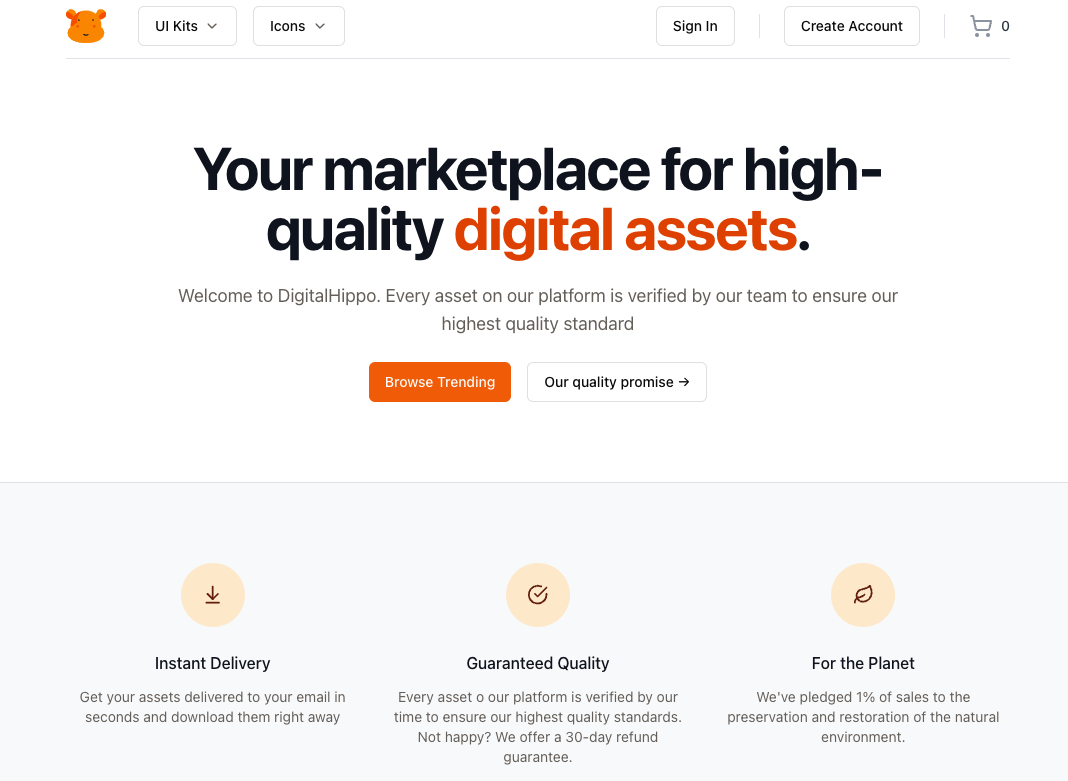 UI Kits
Icons
Sign In
Create Account
0
Your marketplace for high-
quality digital assets.
Welcome to DigitalHippo. Every asset on our platform is verified by our team to ensure our
highest quality standard
Browse Trending
Our quality promise →
Instant Delivery
Get your assets delivered to your email in
seconds and download them right away
Guaranteed Quality
Every asset o our platform is verified by our
time to ensure our highest quality standards.
Not happy? We offer a 30-day refund
guarantee.
For the Planet
We've pledged 1% of sales to the
preservation and restoration of the natural
environment.